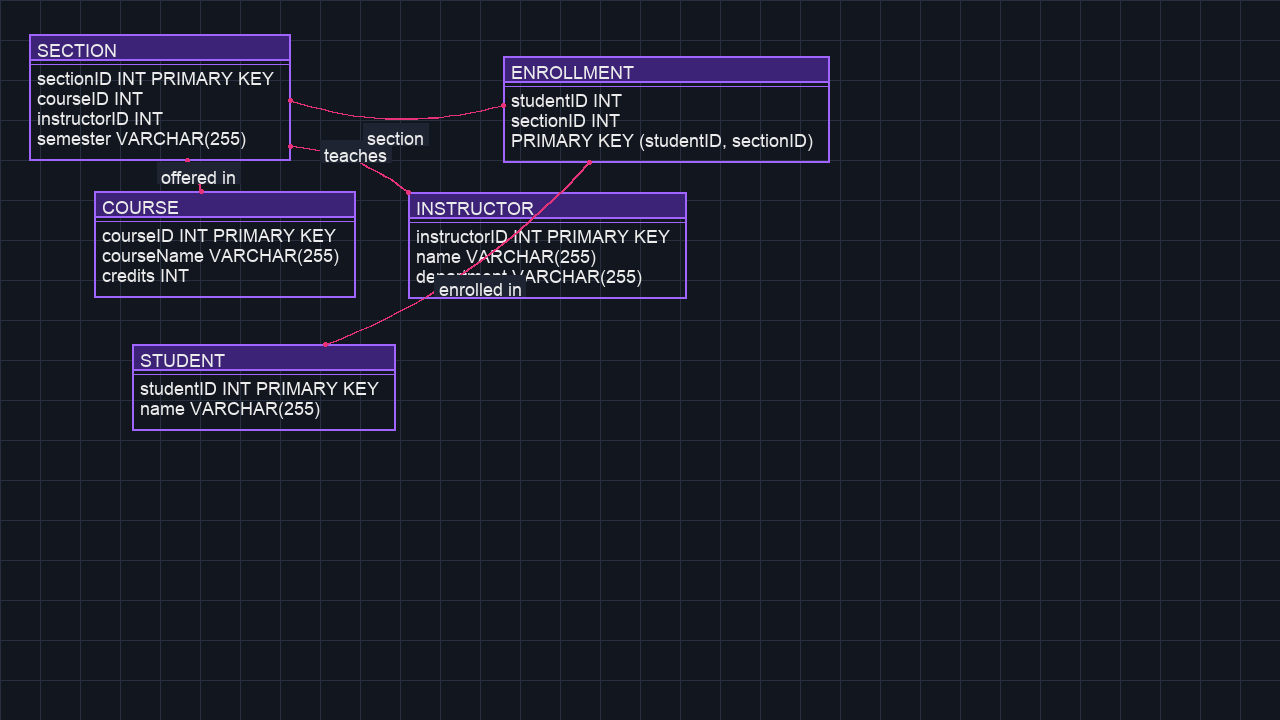 SECTION
sectionID INT PRIMARY KEY
courseID INT
instructorID INT
semester VARCHAR(255)
ENROLLMENT
studentID INT
sectionID INT
PRIMARY KEY (studentID, sectionID)
section
teaches
offered in
COURSE
courseID INT PRIMARY KEY
courseName VARCHAR(255)
credits INT
INSTRUCTOR
instructorID INT PRIMARY KEY
name VARCHAR(255)
department VARCHAR(255)
enrolled in
STUDENT
studentID INT PRIMARY KEY
name VARCHAR(255)